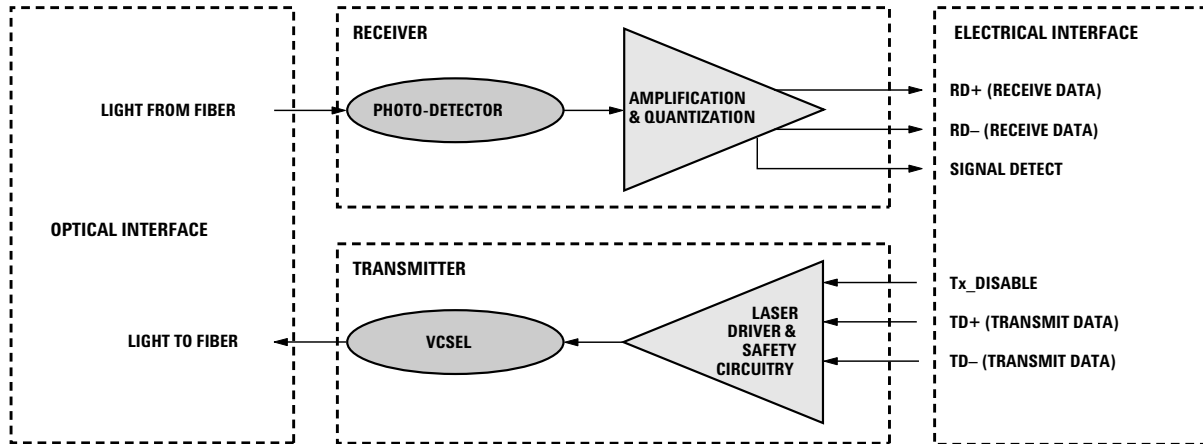 RECEIVER
ELECTRICAL INTERFACE
LIGHT FROM FIBER
PHOTO-DETECTOR
AMPLIFICATION
& QUANTIZATION
RD+ (RECEIVE DATA)
RD– (RECEIVE DATA)
SIGNAL DETECT
OPTICAL INTERFACE
TRANSMITTER
LIGHT TO FIBER
VCSEL
LASER
DRIVER &
SAFETY
CIRCUITRY
Tx_DISABLE
TD+ (TRANSMIT DATA)
TD– (TRANSMIT DATA)